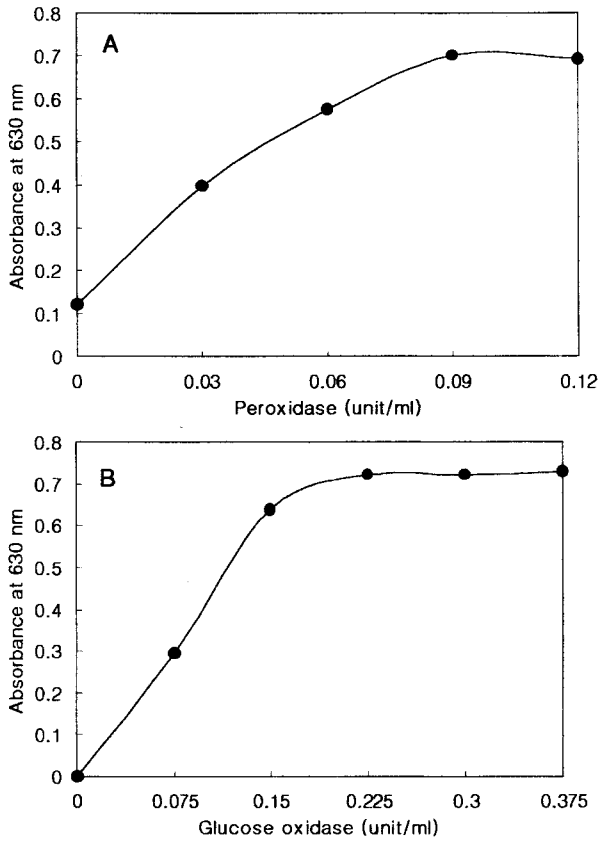 A
Absorbance at 630 nm
0.8
0.7
0.6
0.5
0.4
0.3
0.2
0.1
0
0 0.03 0.06 0.09 0.12
Peroxidase (unit/ml)
B
Absorbance at 630 nm
0.8
0.7
0.6
0.5
0.4
0.3
0.2
0.1
0
0 0.075 0.15 0.225 0.3 0.375
Glucose oxidase (unit/ml)